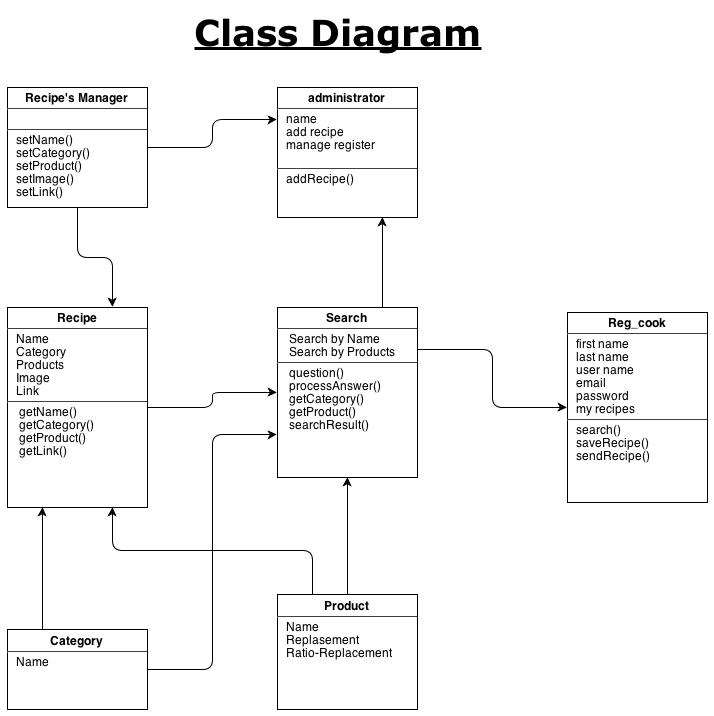 Class Diagram
Recipe's Manager
setName()
setCategory()
setProduct()
setImage()
setLink()
administrator
name
add recipe
manage register
addRecipe()
Recipe
Name
Category
Products
Image
Link
getName()
getCategory()
getProduct()
getLink()
Search
Search by Name
Search by Products
question()
processAnswer()
getCategory()
getProduct()
searchResult()
Reg_cook
first name
last name
user name
email
password
my recipes
search()
saveRecipe()
sendRecipe()
Category
Name
Product
Name
Replasement
Ratio-Replacement